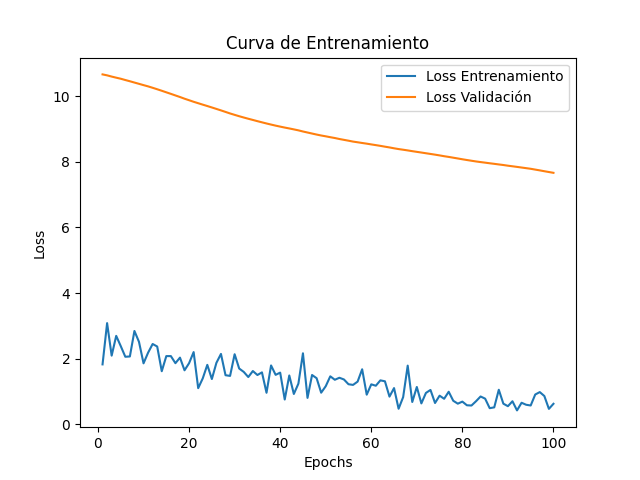 Curva de Entrenamiento
Loss Entrenamiento
Loss Validación
Loss
10
8
6
4
2
0
0 20 40 60 80 100
Epochs